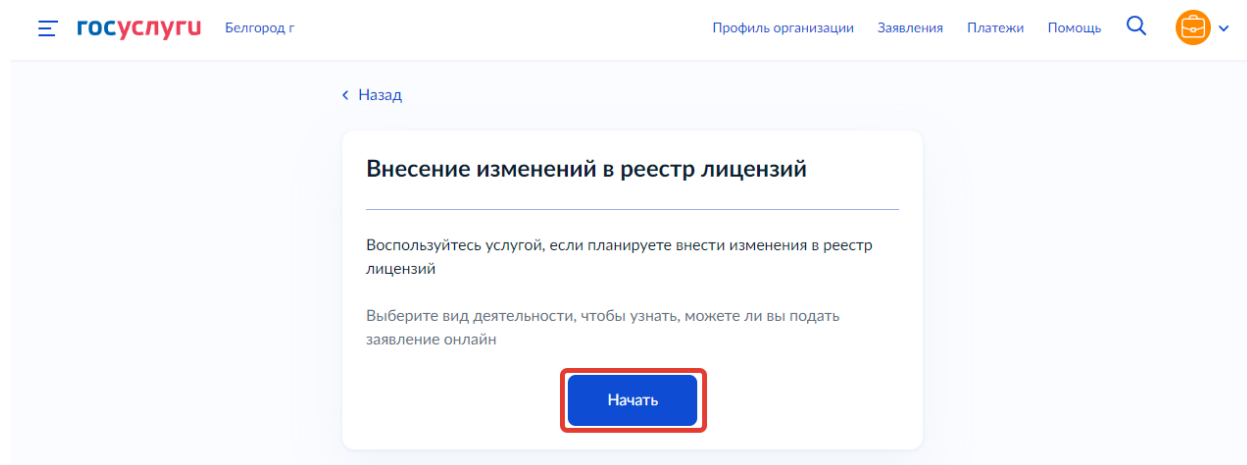 госуслуги Белгород г Профиль организации Заявления Платежи Помощь
Назад
Внесение изменений в реестр лицензий
Воспользуйтесь услугой, если планируете внести изменения в реестр
лицензий
Выберите вид деятельности, чтобы узнать, можете ли вы подать
заявление онлайн
Начать